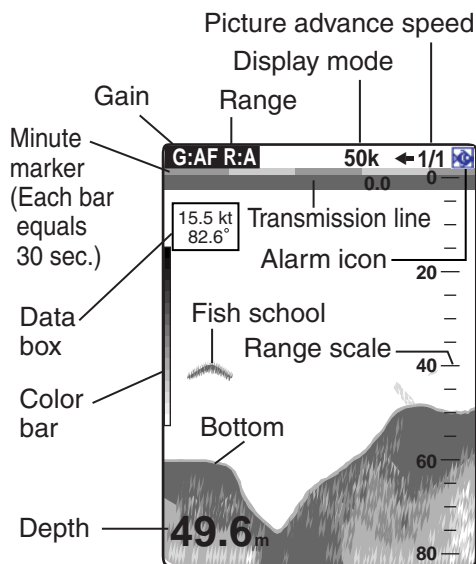 Picture advance speed
Display mode
Gain
Range
Minute
marker
(Each bar
equals
30 sec.)
G:AF R:A
50k
1/1
0
0.0
15.5 kt
82.6°
Transmission line
Alarm icon
20
Data
box
Fish school
Range scale
40
Color
bar
Bottom
60
Depth
49.6m
80